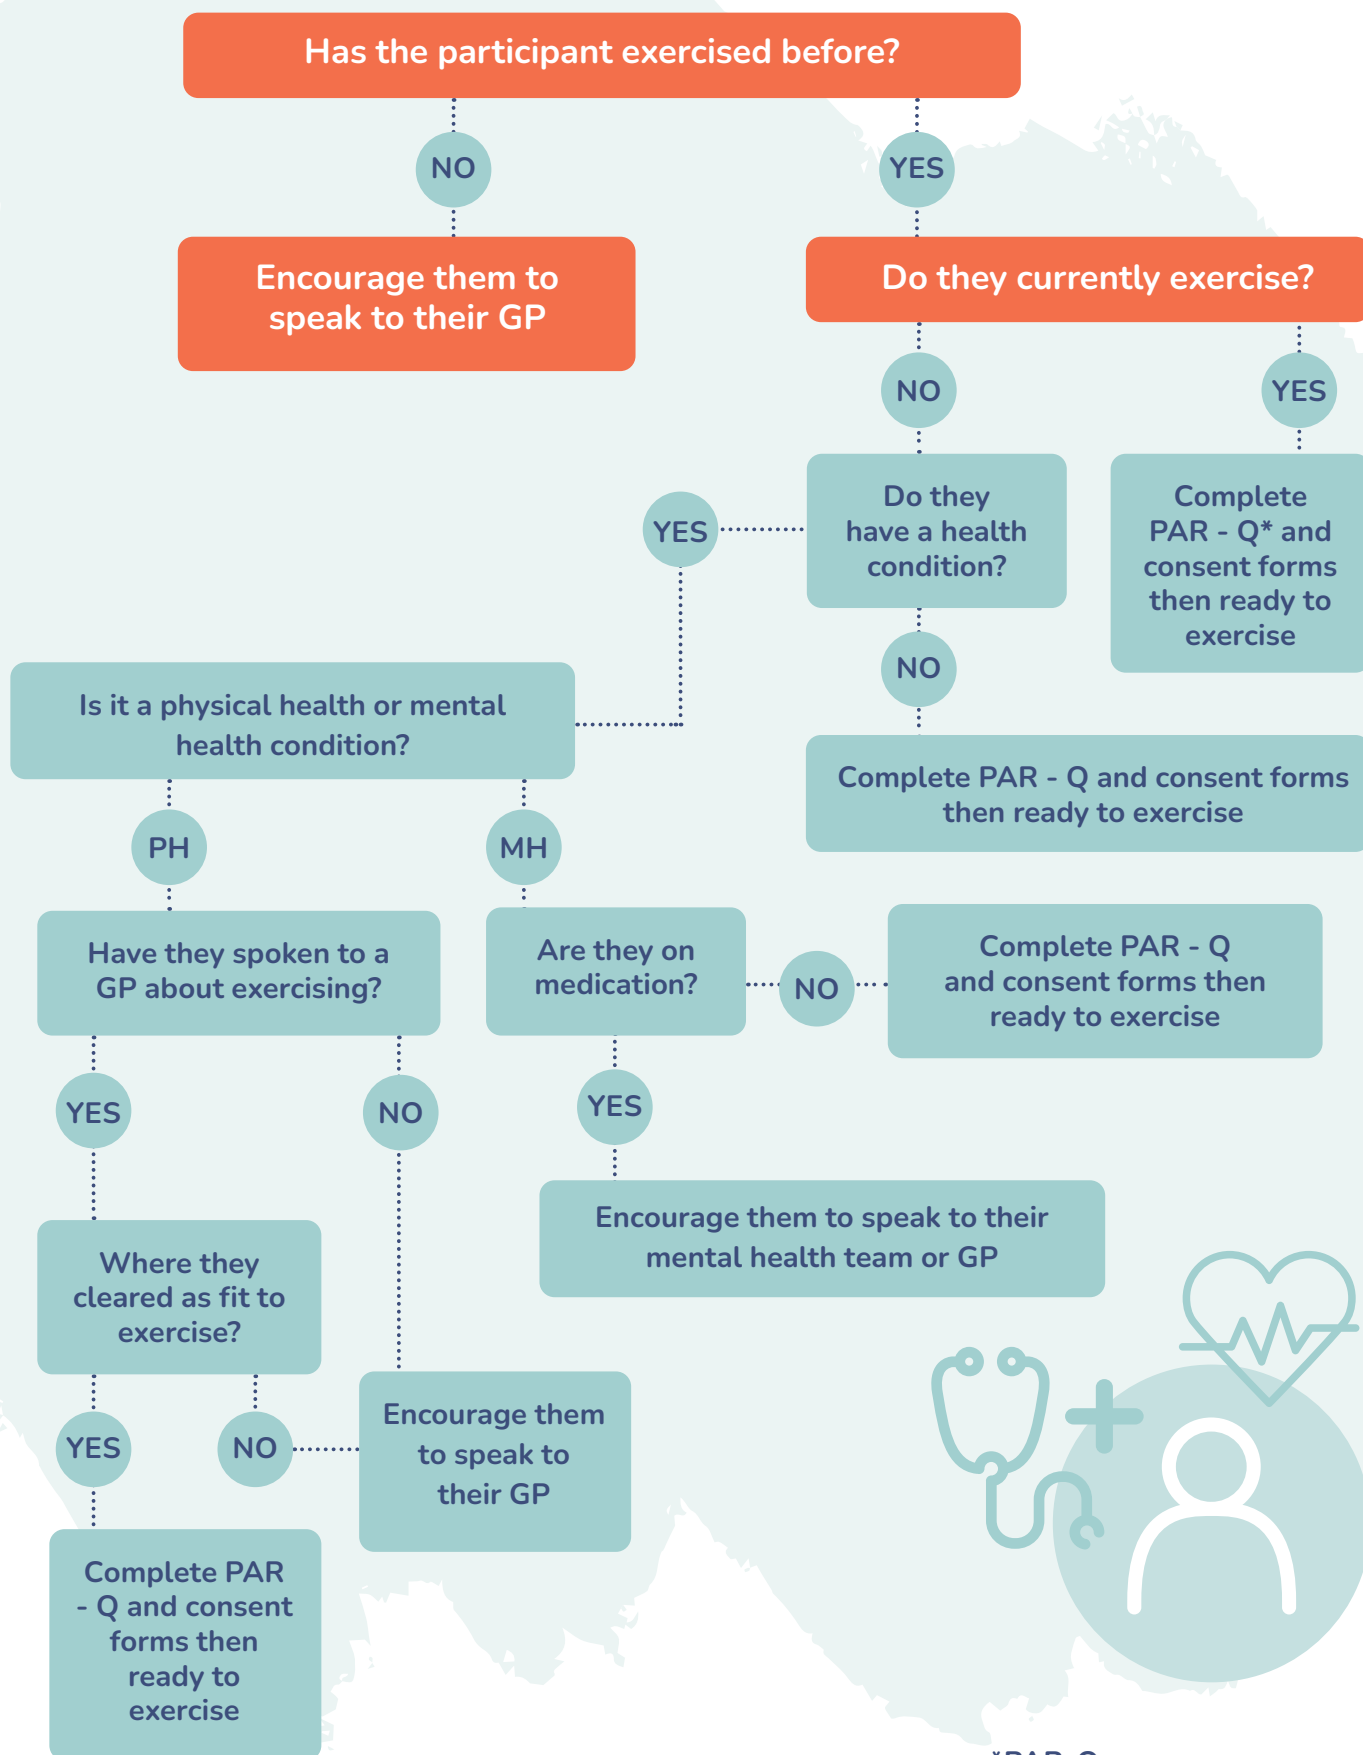 Has the participant exercised before?
NO
YES
Encourage them to
speak to their GP
Do they currently exercise?
NO
YES
Do they
have a health
condition?
YES
Complete
PAR - Q* and
consent forms
then ready to
exercise
NO
Is it a physical health or mental
health condition?
Complete PAR - Q and consent forms
then ready to exercise
PH
MH
Have they spoken to a
GP about exercising?
Are they on
medication?
NO
Complete PAR - Q
and consent forms then
ready to exercise
YES
NO
YES
Encourage them to speak to their
mental health team or GP
Where they
cleared as fit to
exercise?
YES
NO
Encourage them
to speak to
their GP
Complete PAR
- Q and consent
forms then
ready to
exercise
*PAR-Q